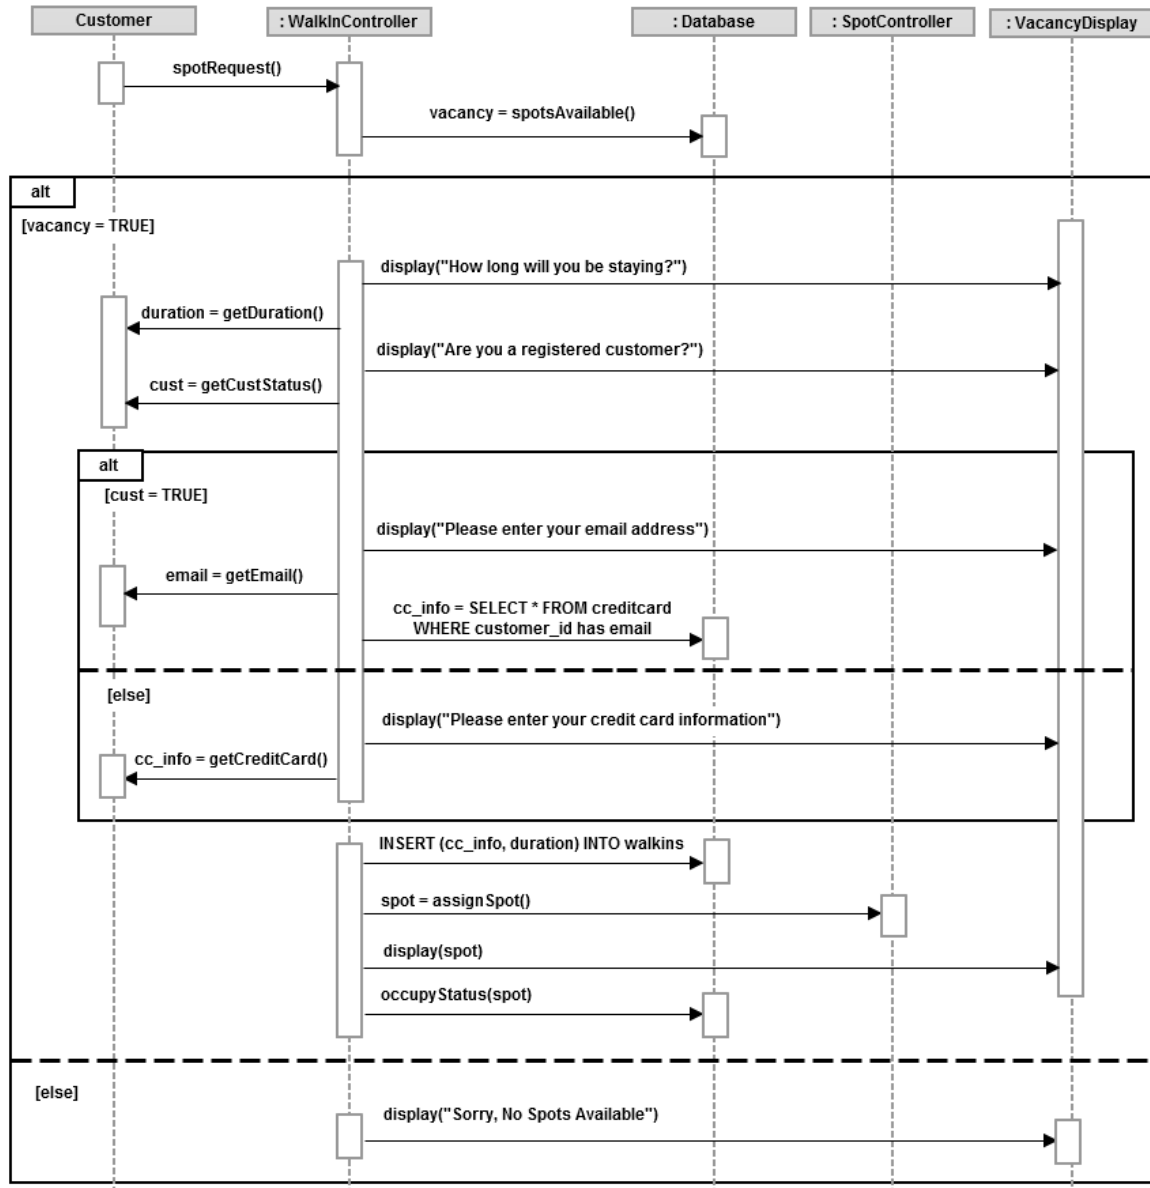 Customer
: WalkInController
: Database
: SpotController
: VacancyDisplay
spotRequest()
vacancy = spotsAvailable()
alt
[vacancy = TRUE]
display("How long will you be staying?")
duration = getDuration()
display("Are you a registered customer?")
cust = getCustStatus()
alt
[cust = TRUE]
display("Please enter your email address")
email = getEmail()
cc_info = SELECT * FROM creditcard
WHERE customer_id has email
[else]
display("Please enter your credit card information")
cc_info = getCreditCard()
INSERT (cc_info, duration) INTO walkins
spot = assignSpot()
display(spot)
occupyStatus(spot)
[else]
display("Sorry, No Spots Available")